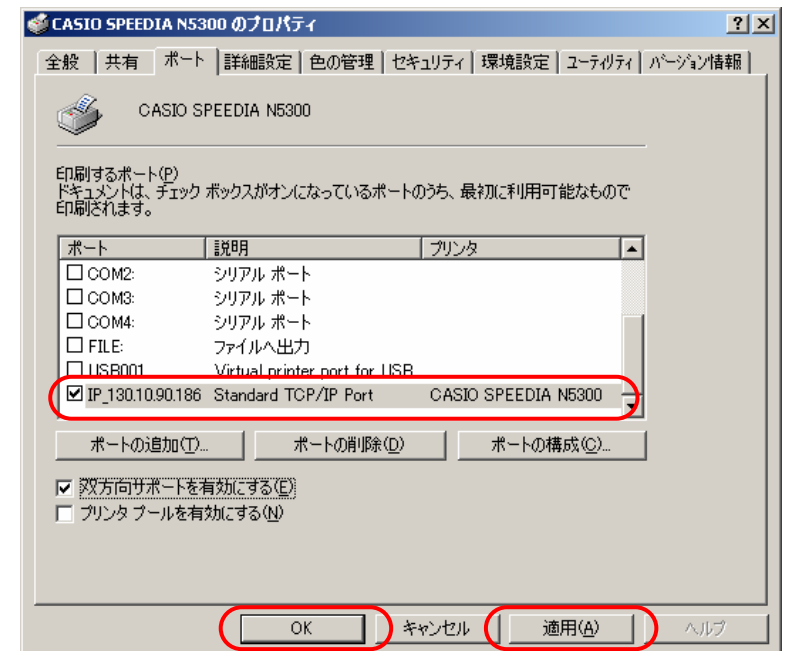 CASIO SPEEDIA N5300 のプロパティ
全般 共有 ポート 詳細設定 色の管理 セキュリティ 環境設定 ユーティリティ バージョン情報
CASIO SPEEDIA N5300
印刷するポート(P)
ドキュメントは、チェック ボックスがオンになっているポートのうち、最初に利用可能なもので
印刷されます。
ポート 説明 プリンタ
COM2: シリアル ポート
COM3: シリアル ポート
COM4: シリアル ポート
FILE: ファイルへ出力
USB001 Virtual printer port for USB
IP_130.10.90.186 Standard TCP/IP Port CASIO SPEEDIA N5300
ポートの追加(T)... ポートの削除(D) ポートの構成(C)...
双方向サポートを有効にする(E)
プリンタ プールを有効にする(N)
OK キャンセル 適用(A) ヘルプ